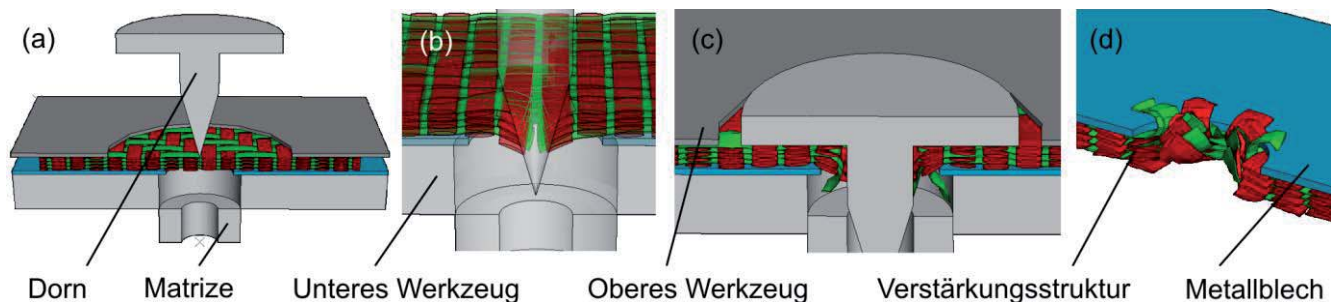 (a)
(b)
(c)
(d)
Dorn
Matrize
Unteres Werkzeug
Oberes Werkzeug
Verstärkungsstruktur
Metallblech